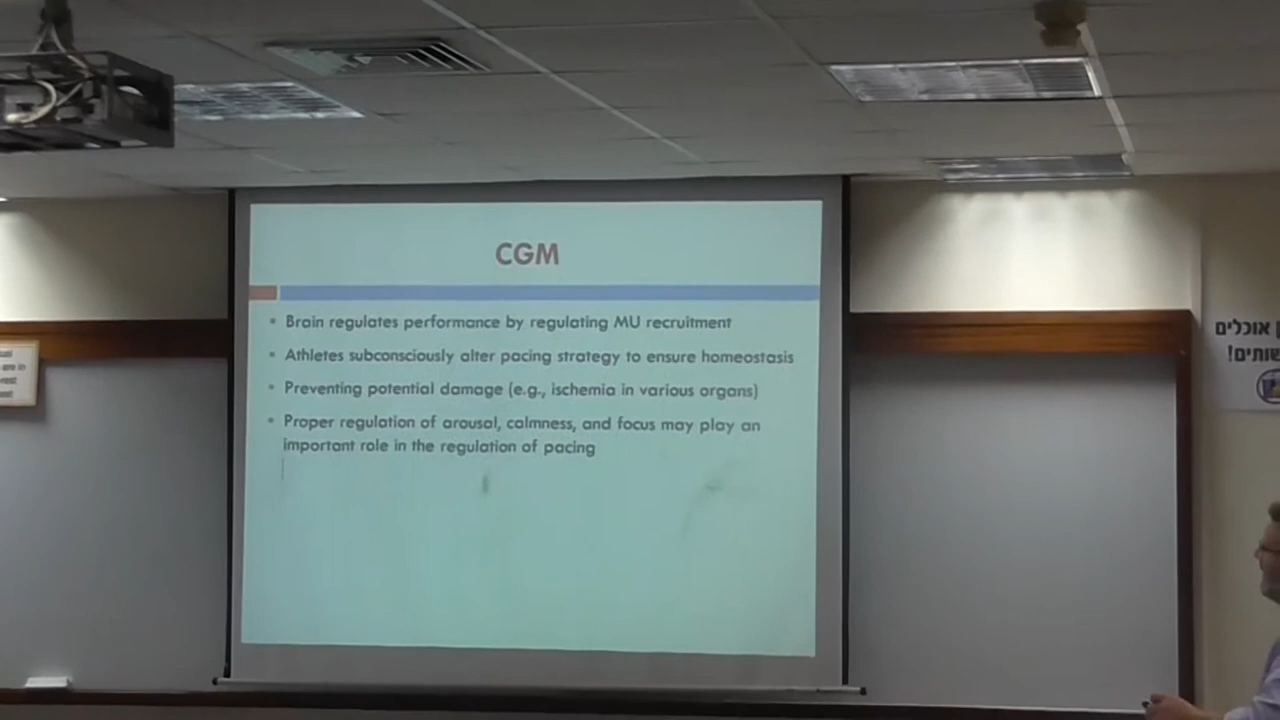 CGM
Brain regulates performance by regulating MU recruitment
Athletes subconsciously alter pacing strategy to ensure homeostasis
Preventing potential damage (e.g., ischemia in various organs)
Proper regulation of arousal, calmness, and focus may play an
important role in the regulation of pacing
אוכלים
שותים!
are in